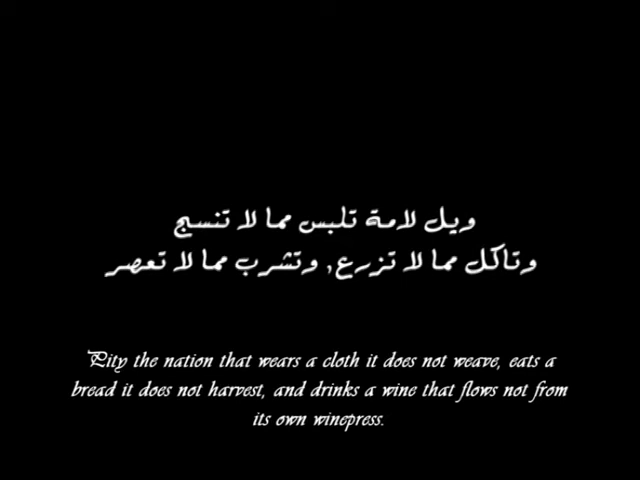 ويل لامة تلبس مما لا تنسج
وتاكل مما لا تزرع, وتشرب مما لا تعصر
Pity the nation that wears a cloth it does not weave, eats a
bread it does not harvest, and drinks a wine that flows not from
its own winepress.